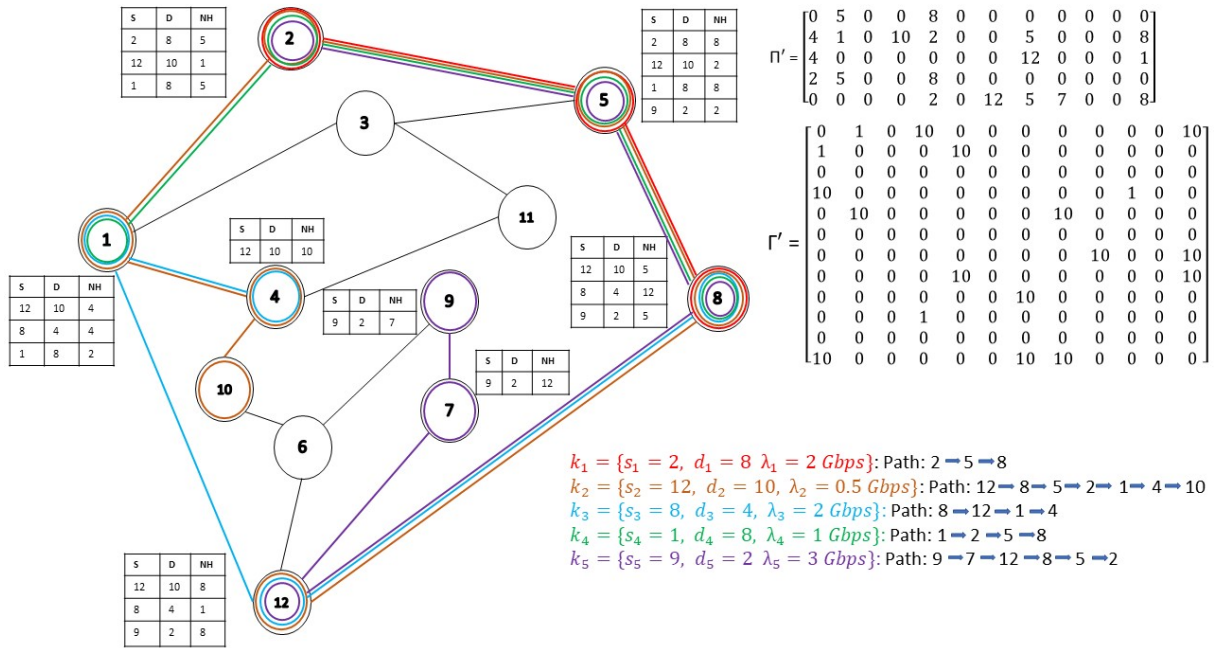 S D NH
2 8 5
12 10 1
1 8 5
2
S D NH
2 8 8
12 10 2
1 8 8
9 2 2
5
3
11
1
S D NH
12 10 4
8 4 4
1 8 2
S D NH
12 10 10
4
S D NH
9 2 7
9
S D NH
12 10 5
8 4 12
9 2 5
8
10
7
S D NH
9 2 12
6
S D NH
12 10 8
8 4 1
9 2 8
12
Π′ =
0 5 0 0 8 0 0 0 0 0 0 0
4 1 0 10 2 0 0 5 0 0 0 8
4 0 0 0 0 0 0 12 0 0 0 1
2 5 0 0 8 0 0 0 0 0 0 0
0 0 0 0 2 0 12 5 7 0 0 8
Γ′ =
0 1 0 10 0 0 0 0 0 0 0 10
1 0 0 0 10 0 0 0 0 0 0 0
0 0 0 0 0 0 0 0 0 0 0 0
10 0 0 0 0 0 0 0 0 1 0 0
0 10 0 0 0 0 0 10 0 0 0 0
0 0 0 0 0 0 0 0 0 0 0 0
0 0 0 0 0 0 0 0 10 0 0 10
0 0 0 0 10 0 0 0 0 0 0 10
0 0 0 0 0 0 10 0 0 0 0 0
0 0 0 1 0 0 0 0 0 0 0 0
0 0 0 0 0 0 0 0 0 0 0 0
10 0 0 0 0 0 10 10 0 0 0 0
k₁ = {s₁ = 2, d₁ = 8 λ₁ = 2 Gbps}: Path: 2 → 5 → 8
k₂ = {s₂ = 12, d₂ = 10, λ₂ = 0.5 Gbps}: Path: 12 → 8 → 5 → 2 → 1 → 4 → 10
k₃ = {s₃ = 8, d₃ = 4, λ₃ = 2 Gbps}: Path: 8 → 12 → 1 → 4
k₄ = {s₄ = 1, d₄ = 8, λ₄ = 1 Gbps}: Path: 1 → 2 → 5 → 8
k₅ = {s₅ = 9, d₅ = 2 λ₅ = 3 Gbps}: Path: 9 → 7 → 12 → 8 → 5 → 2